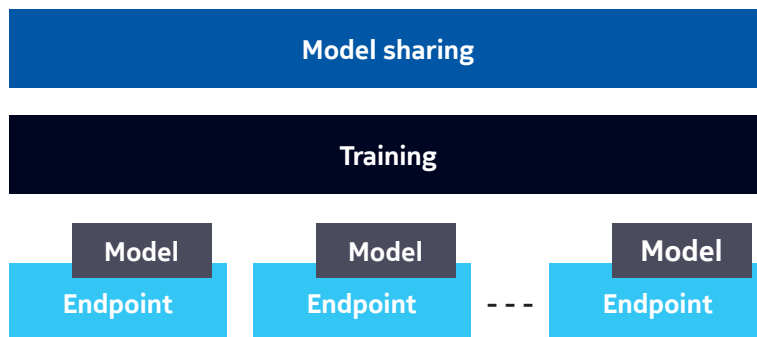 Model sharing
Training
Model Model Model
Endpoint Endpoint - - - Endpoint